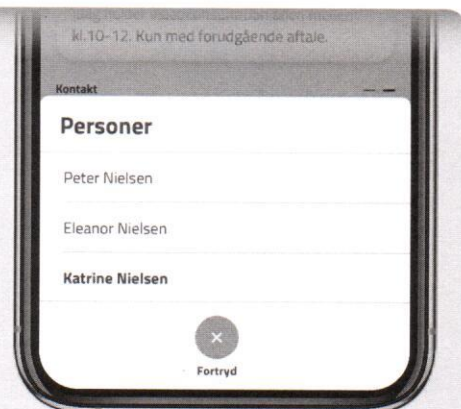 kl.10-12. Kun med forudgående aftale.
Kontakt
Personer
Peter Nielsen
Eleanor Nielsen
Katrine Nielsen
Fortryd